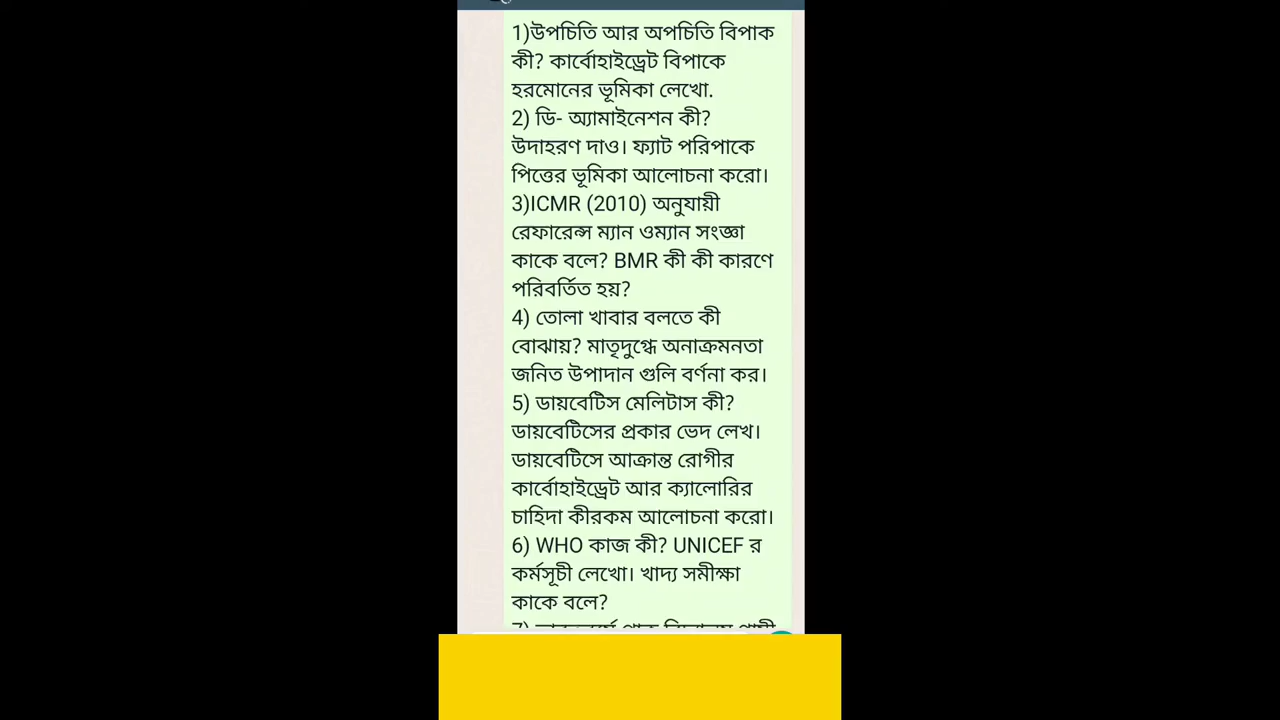 1)উপচিতি আর অপচিতি বিপাক
কী? কার্বোহাইড্রেট বিপাকে
হরমোনের ভূমিকা লেখো.
2) ডি- অ্যামাইনেশন কী?
উদাহরণ দাও। ফ্যাট পরিপাকে
পিত্তের ভূমিকা আলোচনা করো।
3)ICMR (2010) অনুযায়ী
রেফারেন্স ম্যান ওম্যান সংজ্ঞা
কাকে বলে? BMR কী কী কারণে
পরিবর্তিত হয়?
4) তোলা খাবার বলতে কী
বোঝায়? মাতৃদুগ্ধে অনাক্রমনতা
জনিত উপাদান গুলি বর্ণনা কর।
5) ডায়বেটিস মেলিটাস কী?
ডায়বেটিসের প্রকার ভেদ লেখ।
ডায়বেটিসে আক্রান্ত রোগীর
কার্বোহাইড্রেট আর ক্যালোরির
চাহিদা কীরকম আলোচনা করো।
6) WHO কাজ কী? UNICEF র
কর্মসূচী লেখো। খাদ্য সমীক্ষা
কাকে বলে?
7)